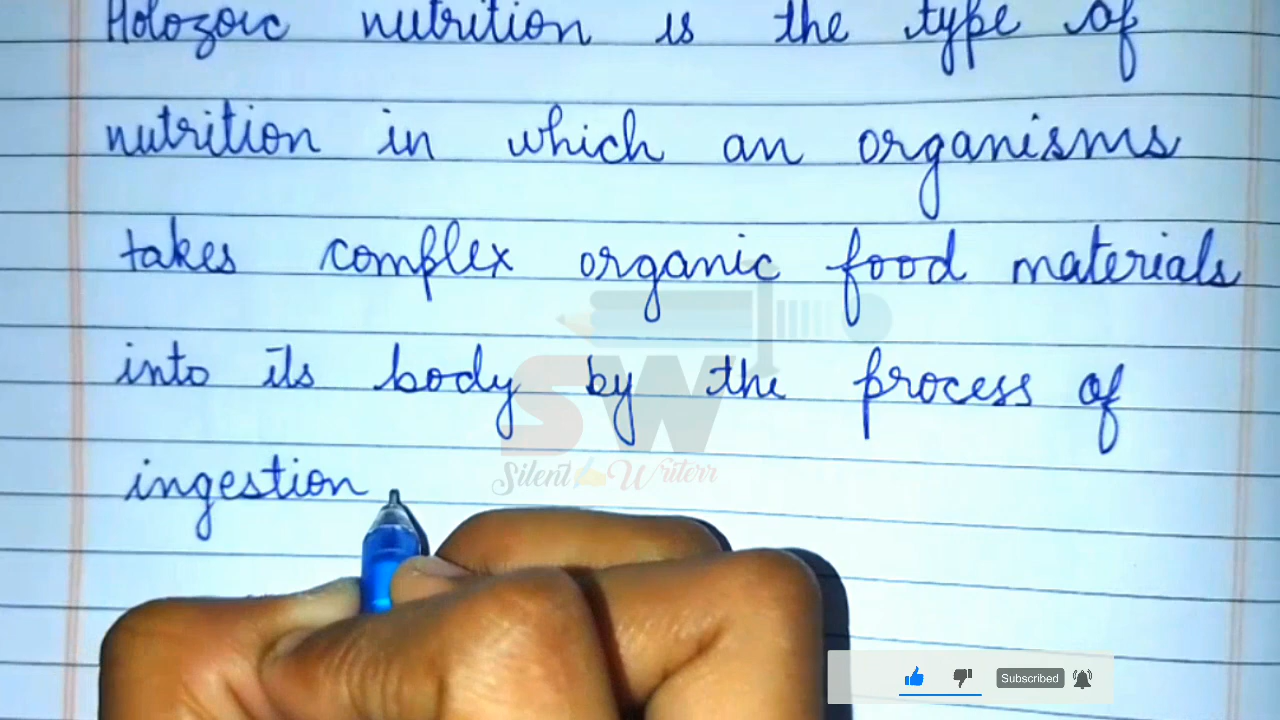 Holozoic nutrition is the type of
nutrition in which an organisms
takes complex organic food materials
into its body by the process of
ingestion
SW
Silent Writerr
Subscribed